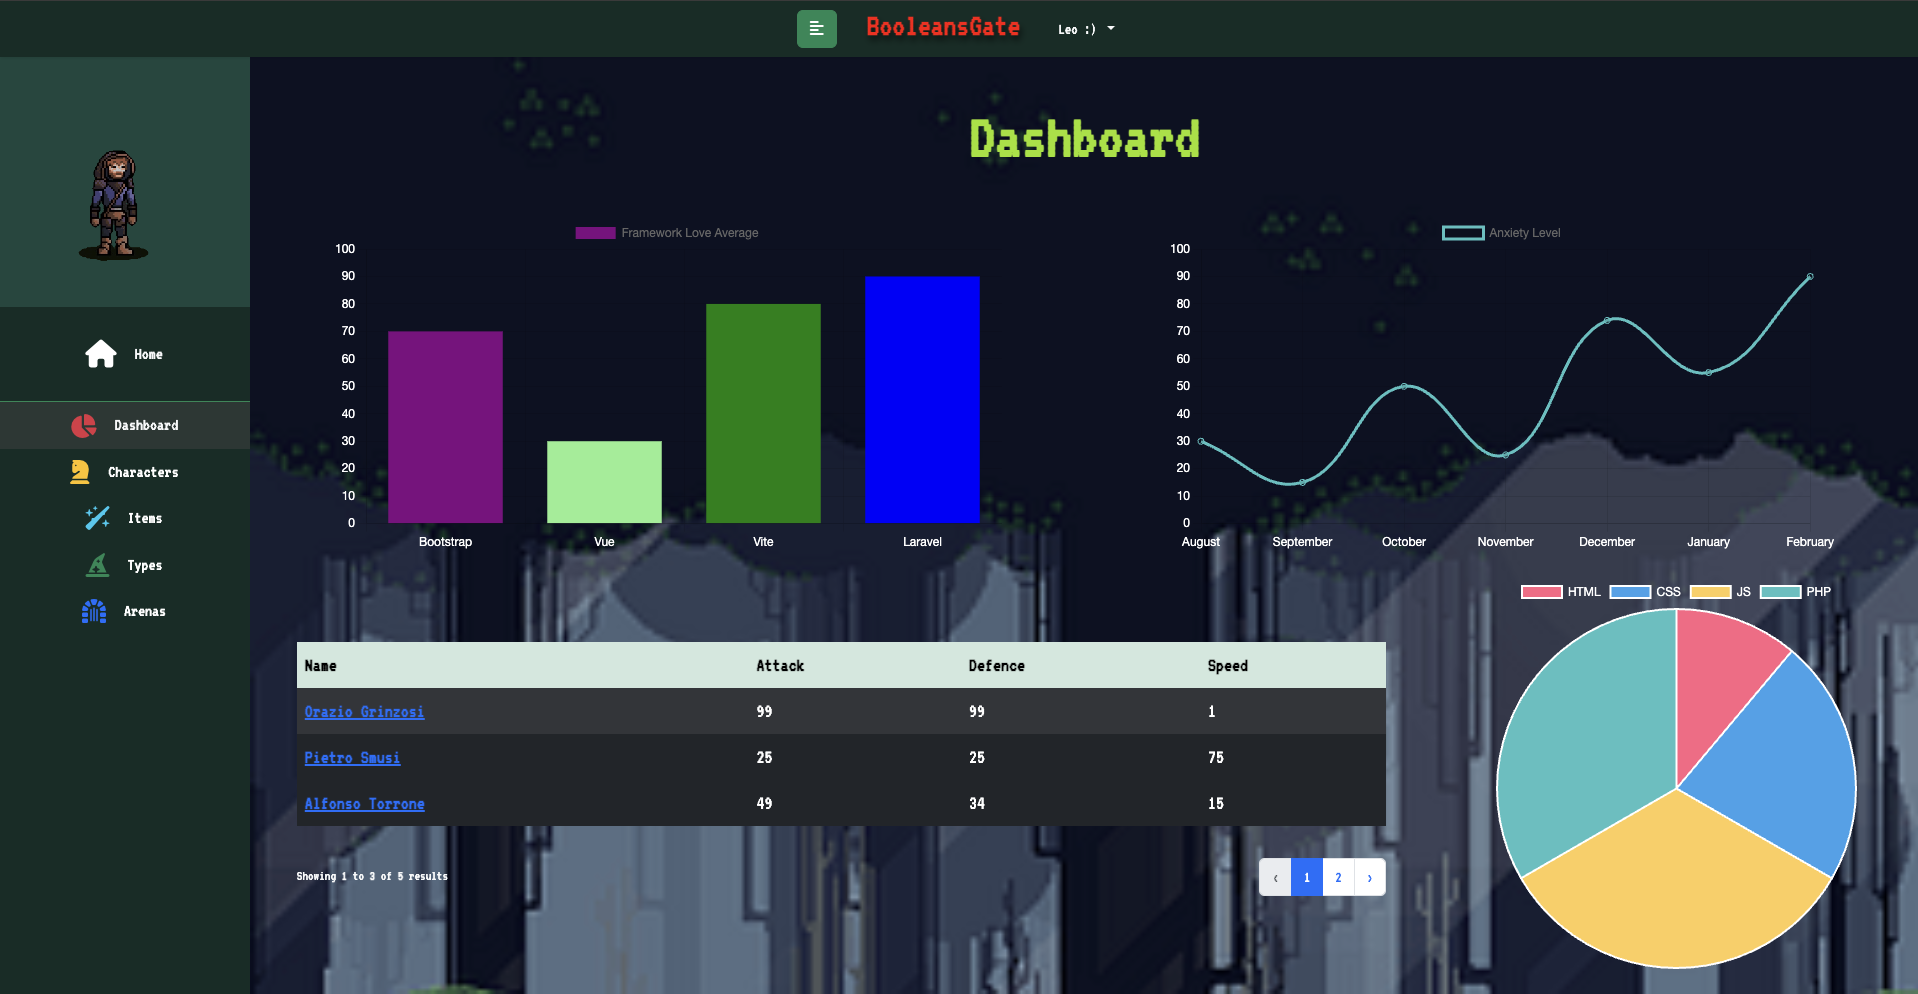 BooleansGate
Leo :)
Dashboard
Home
Dashboard
Characters
Items
Types
Arenas
Framework Love Average
100
90
80
70
60
50
40
30
20
10
0
Bootstrap Vue Vite Laravel
Anxiety Level
100
90
80
70
60
50
40
30
20
10
0
August September October November December January February
HTML CSS JS PHP
Name Attack Defence Speed
Orazio Grinzosi 99 99 1
Pietro Smusi 25 25 75
Alfonso Torrone 49 34 15
Showing 1 to 3 of 5 results
‹ 1 2 ›